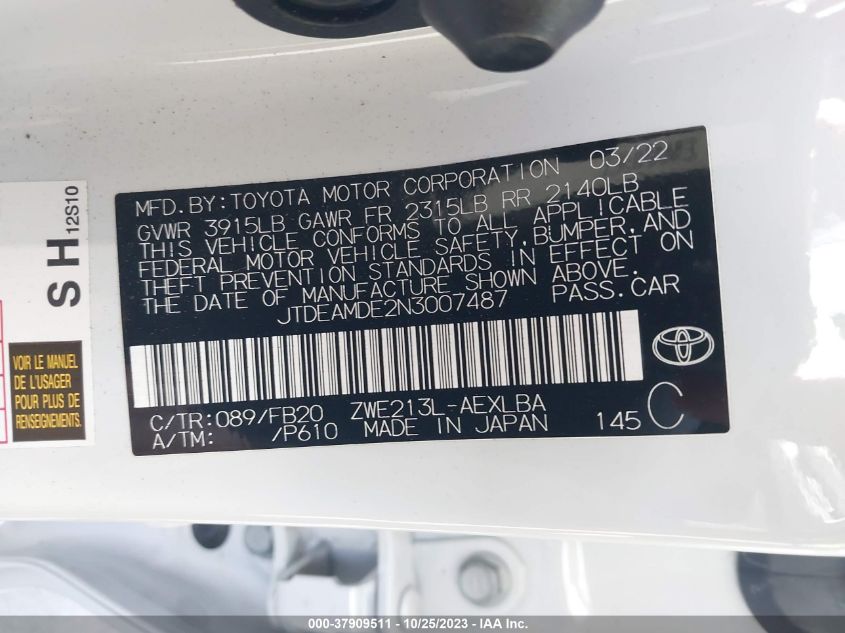 MFD. BY: TOYOTA MOTOR CORPORATION 03/22
GVWR 3915LB GAWR FR 2315LB RR 2140LB
THIS VEHICLE CONFORMS TO ALL APPLICABLE
FEDERAL MOTOR VEHICLE SAFETY, BUMPER, AND
THEFT PREVENTION STANDARDS IN EFFECT ON
THE DATE OF MANUFACTURE SHOWN ABOVE.
JTDEAMDE2N3007487 PASS. CAR
C/TR: 089/FB20 ZWE213L-AEXLBA
A/TM: /P610 MADE IN JAPAN 145 C
S H 12S10
VOIR LE MANUEL
DE L'USAGER
POUR PLUS DE
RENSEIGNEMENTS.
000-37909511 - 10/25/2023 - IAAI.com